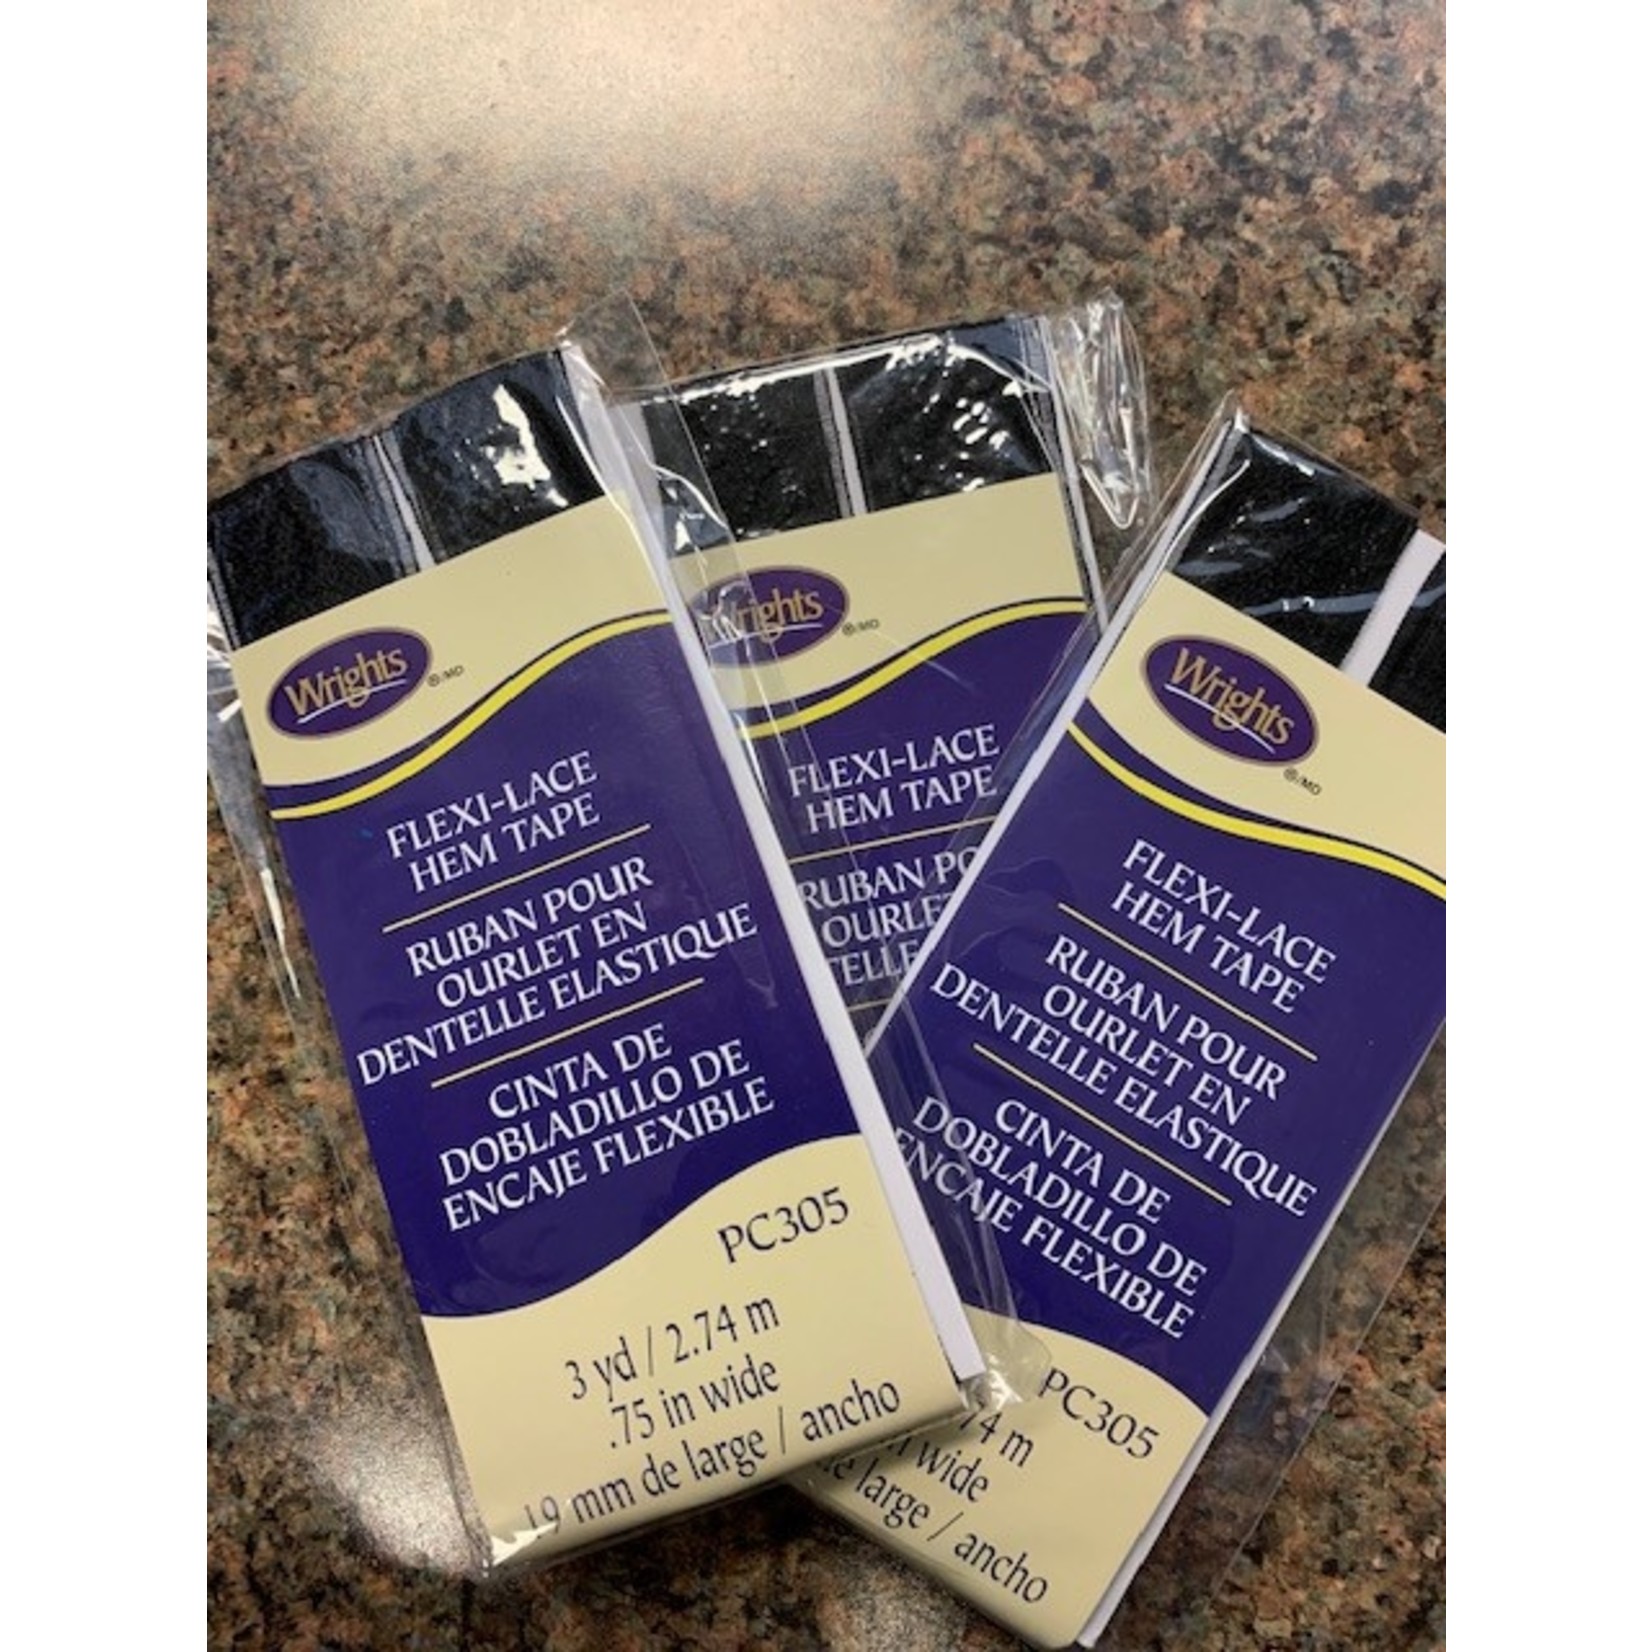 Wrights
®/MD
FLEXI-LACE
HEM TAPE
RUBAN POUR
OURLET EN
DENTELLE ELASTIQUE
CINTA DE
DOBLADILLO DE
ENCAJE FLEXIBLE
PC305
3 yd / 2.74 m
.75 in wide
19 mm de large / ancho
Wrights
®/MD
FLEXI-LACE
HEM TAPE
RUBAN
Wrights
®/MD
FLEXI-LACE
HEM TAPE
RUBAN POUR
OURLET EN
DENTELLE ELASTIQUE
CINTA DE
DOBLADILLO DE
ENCAJE FLEXIBLE
PC305
74 m
wide
large / ancho